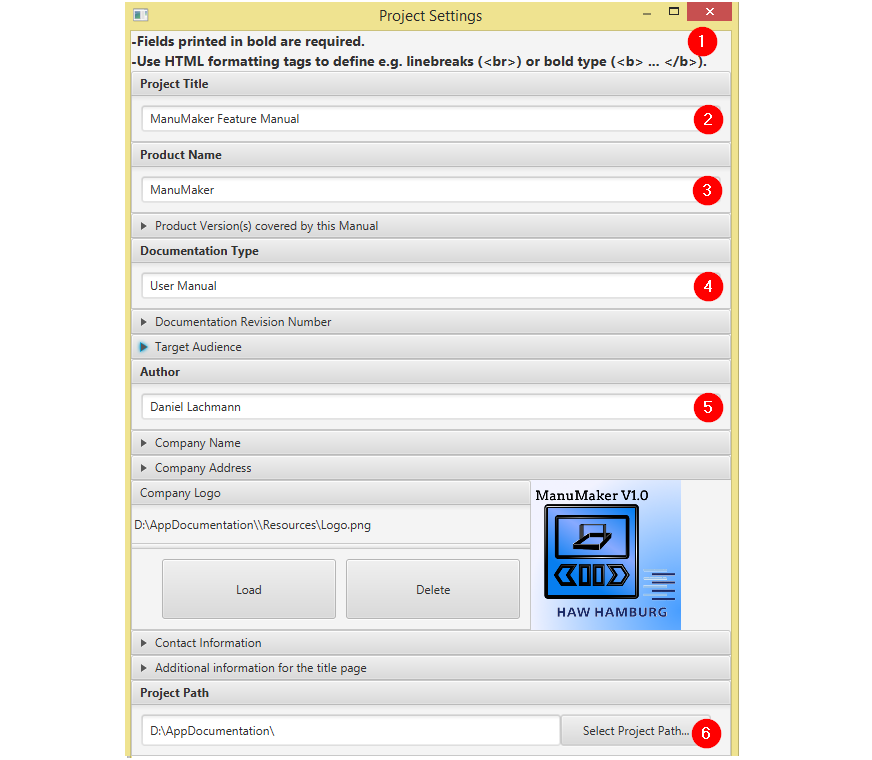 Project Settings
-Fields printed in bold are required.
1
-Use HTML formatting tags to define e.g. linebreaks (<br>) or bold type (<b> ... </b>).
Project Title
ManuMaker Feature Manual
2
Product Name
ManuMaker
3
Product Version(s) covered by this Manual
Documentation Type
User Manual
4
Documentation Revision Number
Target Audience
Author
Daniel Lachmann
5
Company Name
Company Address
Company Logo
D:\AppDocumentation\\Resources\Logo.png
Load
Delete
ManuMaker V1.0
HAW HAMBURG
Contact Information
Additional information for the title page
Project Path
D:\AppDocumentation\
Select Project Path...
6